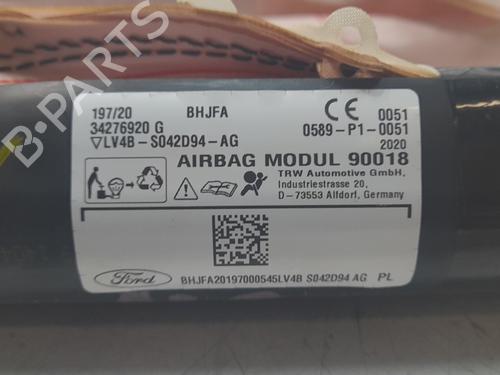 B-PARTS
197/20 BHJFA CE 0051
34276920 G 0589-P1-0051
▽LV4B-S042D94-AG 2020
AIRBAG MODUL 90018
TRW Automotive GmbH,
Industriestrasse 20,
D-73553 Alfdorf, Germany
Ford BHJFA20197000545LV4B S042D94 AG PL